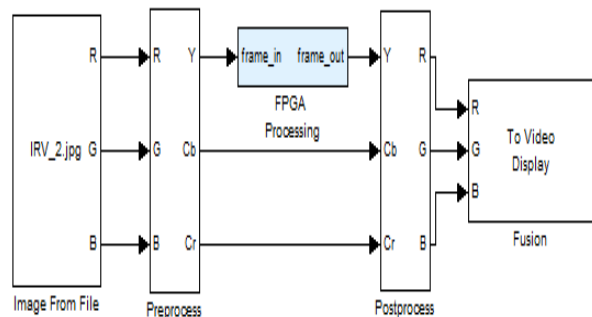 R
IRV_2.jpg G
B
Image From File
R Y
G Cb
B Cr
Preprocess
frame_in frame_out
FPGA
Processing
Y R
Cb G
Cr B
Postprocess
R
G
B
To Video
Display
Fusion